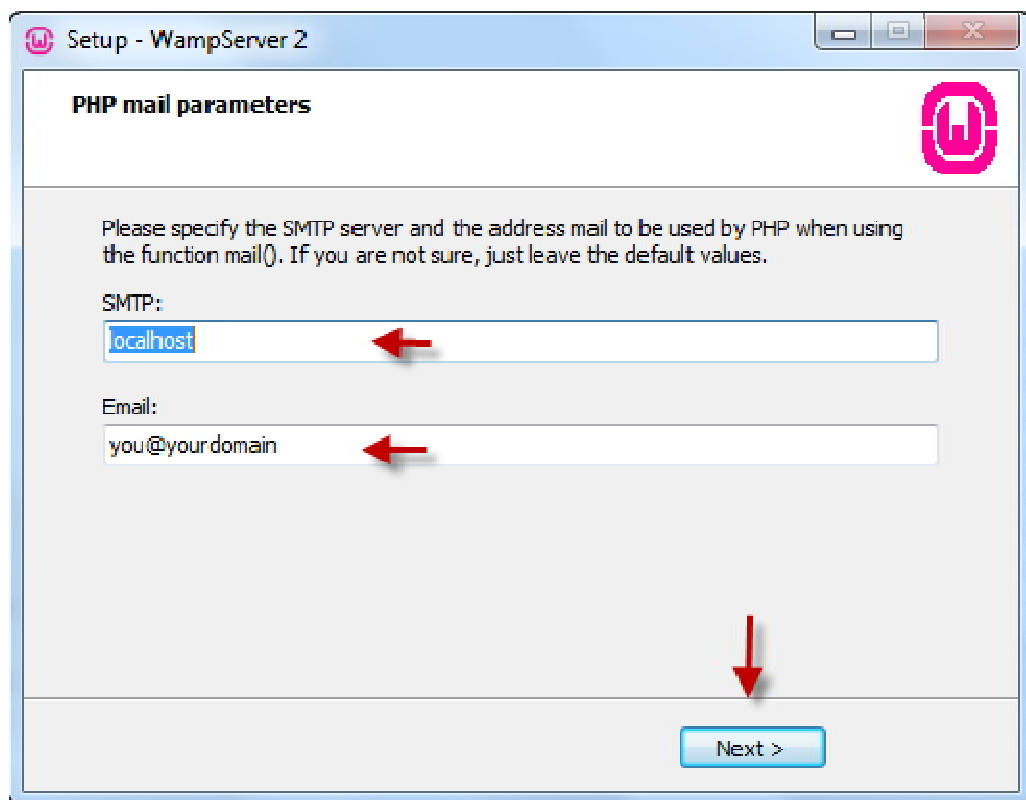 Setup - WampServer 2
PHP mail parameters
Please specify the SMTP server and the address mail to be used by PHP when using
the function mail(). If you are not sure, just leave the default values.
SMTP:
localhost
Email:
you@yourdomain
Next >